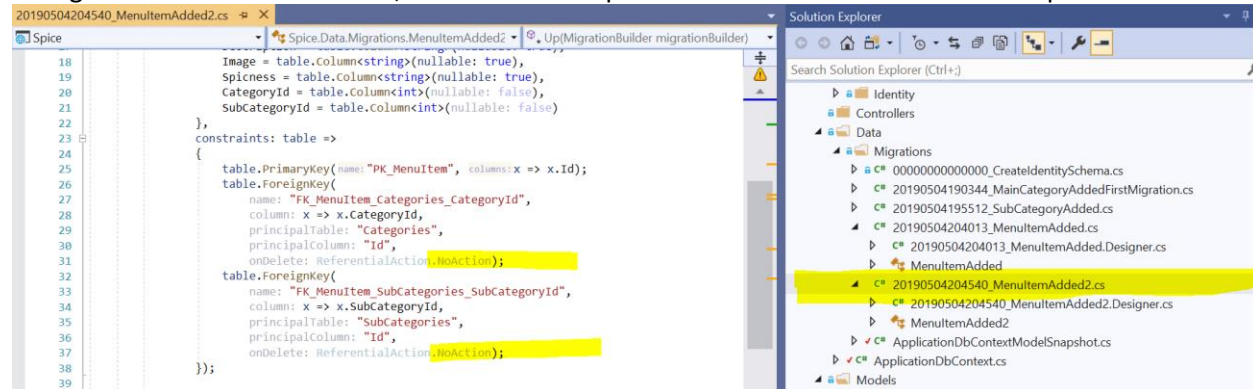 20190504204540_MenuItemAdded2.cs
Spice
Spice.Data.Migrations.MenuItemAdded2
Up(MigrationBuilder migrationBuilder)
18 Image = table.Column<string>(nullable: true),
19 Spicness = table.Column<string>(nullable: true),
20 CategoryId = table.Column<int>(nullable: false),
21 SubCategoryId = table.Column<int>(nullable: false)
22 },
23 constraints: table =>
24 {
25 table.PrimaryKey(name: "PK_MenuItem", columns: x => x.Id);
26 table.ForeignKey(
27 name: "FK_MenuItem_Categories_CategoryId",
28 column: x => x.CategoryId,
29 principalTable: "Categories",
30 principalColumn: "Id",
31 onDelete: ReferentialAction.NoAction);
32 table.ForeignKey(
33 name: "FK_MenuItem_SubCategories_SubCategoryId",
34 column: x => x.SubCategoryId,
35 principalTable: "SubCategories",
36 principalColumn: "Id",
37 onDelete: ReferentialAction.NoAction);
38 });
39
Solution Explorer
Search Solution Explorer (Ctrl+;)
Identity
Controllers
Data
Migrations
C# 00000000000000_CreateIdentitySchema.cs
C# 20190504190344_MainCategoryAddedFirstMigration.cs
C# 20190504195512_SubCategoryAdded.cs
C# 20190504204013_MenuItemAdded.cs
C# 20190504204013_MenuItemAdded.Designer.cs
MenuItemAdded
C# 20190504204540_MenuItemAdded2.cs
C# 20190504204540_MenuItemAdded2.Designer.cs
MenuItemAdded2
C# ApplicationDbContextModelSnapshot.cs
C# ApplicationDbContext.cs
Models